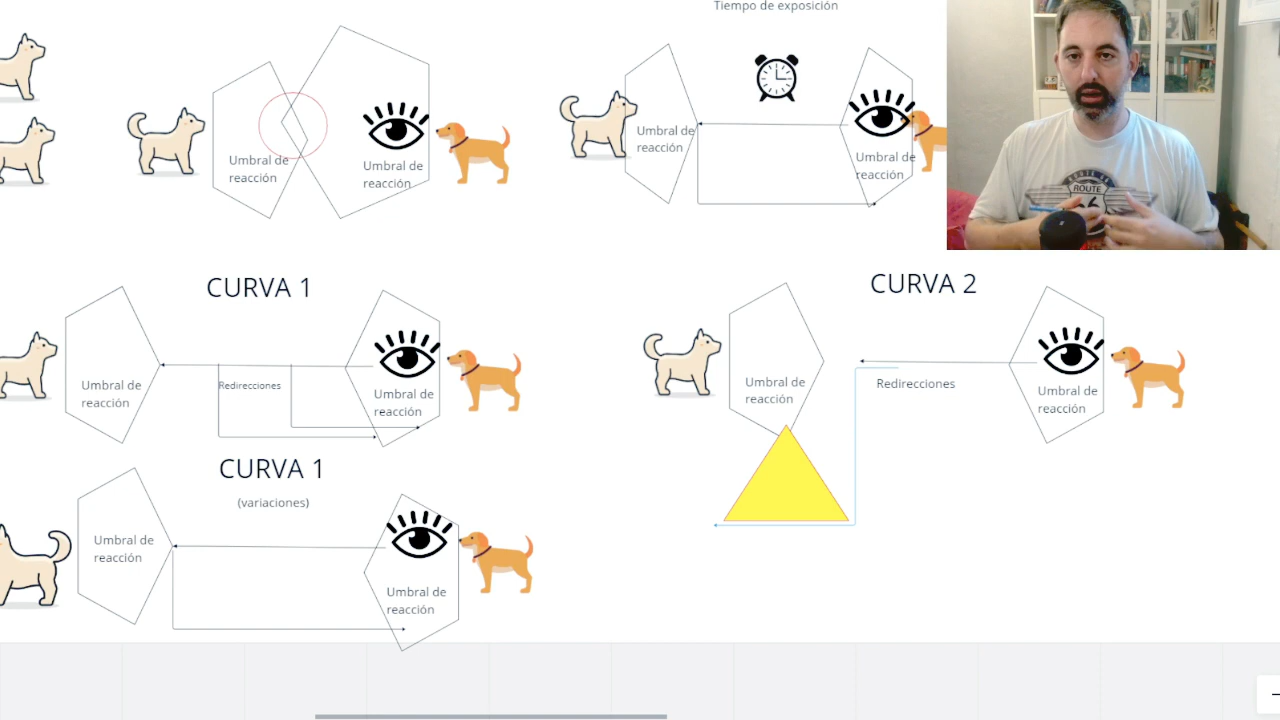 Tiempo de exposición
Umbral de
reacción
Umbral de
reacción
Umbral de
reacción
Umbral de
reacción
ROUTE
66
CURVA 1
Umbral de
reacción
Redirecciones
Umbral de
reacción
CURVA 2
Umbral de
reacción
Redirecciones
Umbral de
reacción
CURVA 1
(variaciones)
Umbral de
reacción
Umbral de
reacción